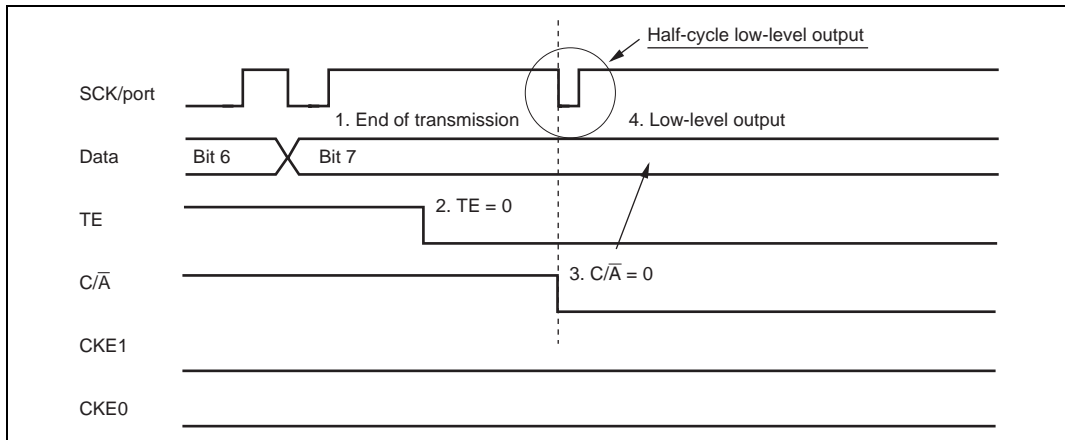 Half-cycle low-level output
SCK/port
1. End of transmission
4. Low-level output
Data
Bit 6
Bit 7
TE
2. TE = 0
C/A̅
3. C/A̅ = 0
CKE1
CKE0